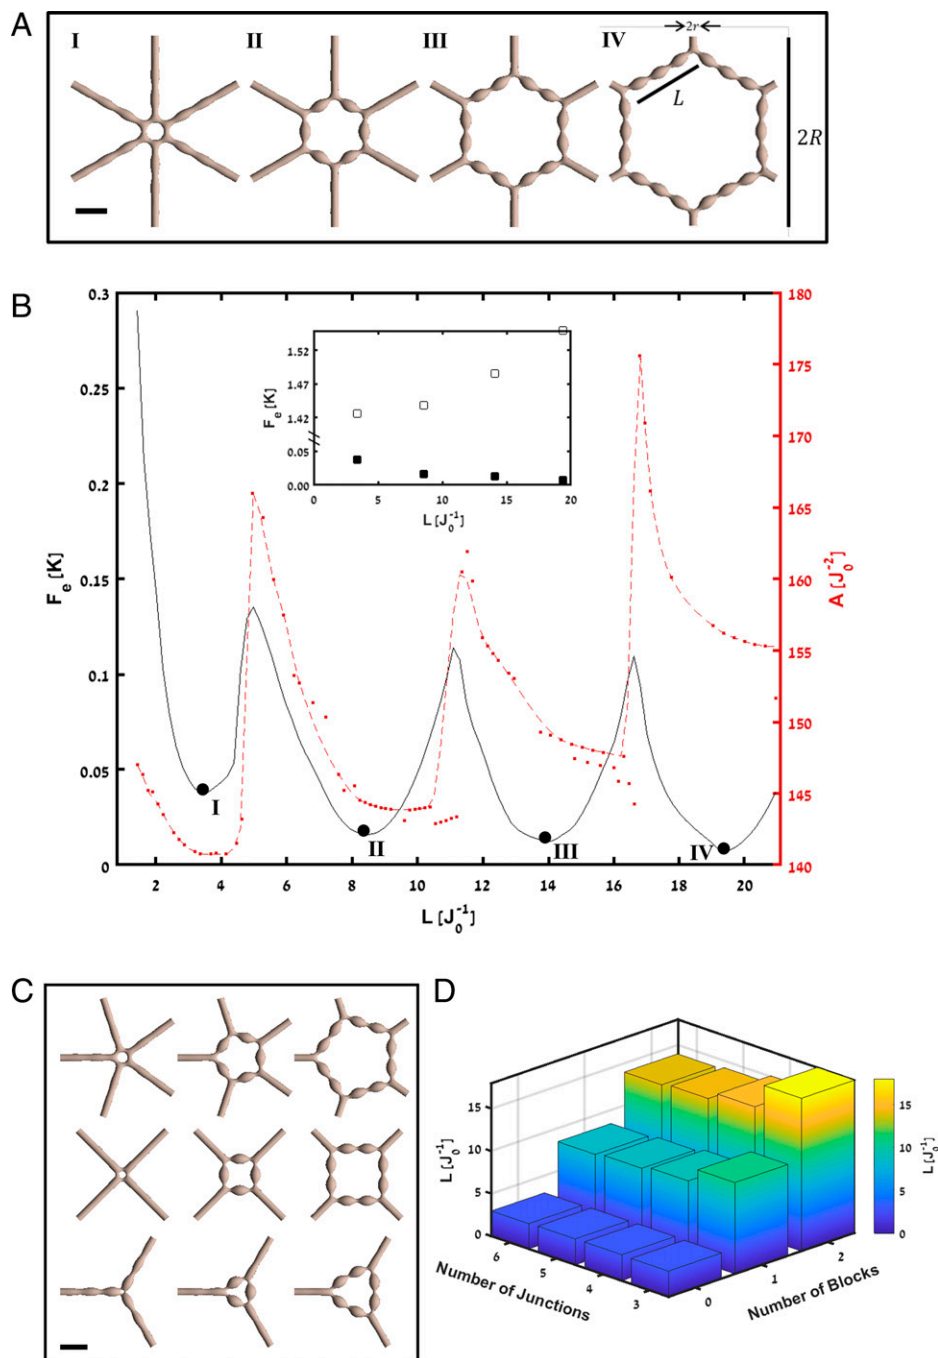 A
I II III IV 2r
L
2R
B
0.3 180
1.52
0.25 175
1.47
F_e [K]
1.42
170
0.2
0.05
165
0.00
0 5 10 15 20
L [J_0^-1]
F_e [K] 0.15 160 A [J_0^-2]
155
0.1
150
0.05 145
I II III IV
0 140
2 4 6 8 10 12 14 16 18 20
L [J_0^-1]
C D
15
10
5
0
L [J_0^-1]
6 5 4 3
Number of Junctions
0 1 2
Number of Blocks
15
10
5
0
L [J_0^-1]